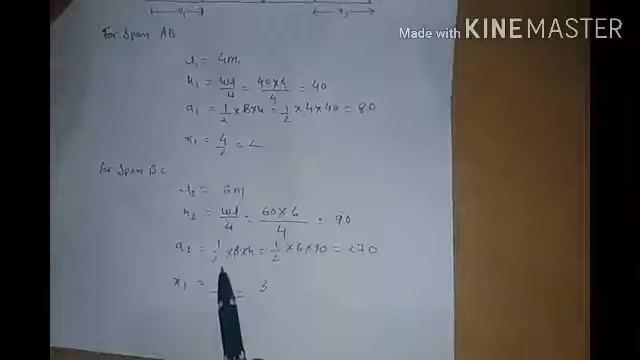 Made with KINEMASTER
a₁
x₂
For Span AB
l₁ = 4m.
h₁ = wl/4 = 40×4/4 = 40
a₁ = 1/2 × B × h = 1/2 × 4 × 40 = 80
x₁ = 4/2 = 2
For Span BC
l₂ = 6m
h₂ = wl/4 = 60×6/4 = 90
a₂ = 1/2 × B × h = 1/2 × 6 × 90 = 270
x₁ = = 3